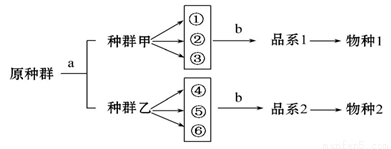 种群甲 ① ② ③ b 品系1 物种1
原种群 a
种群乙 ④ ⑤ ⑥ b 品系2 物种2